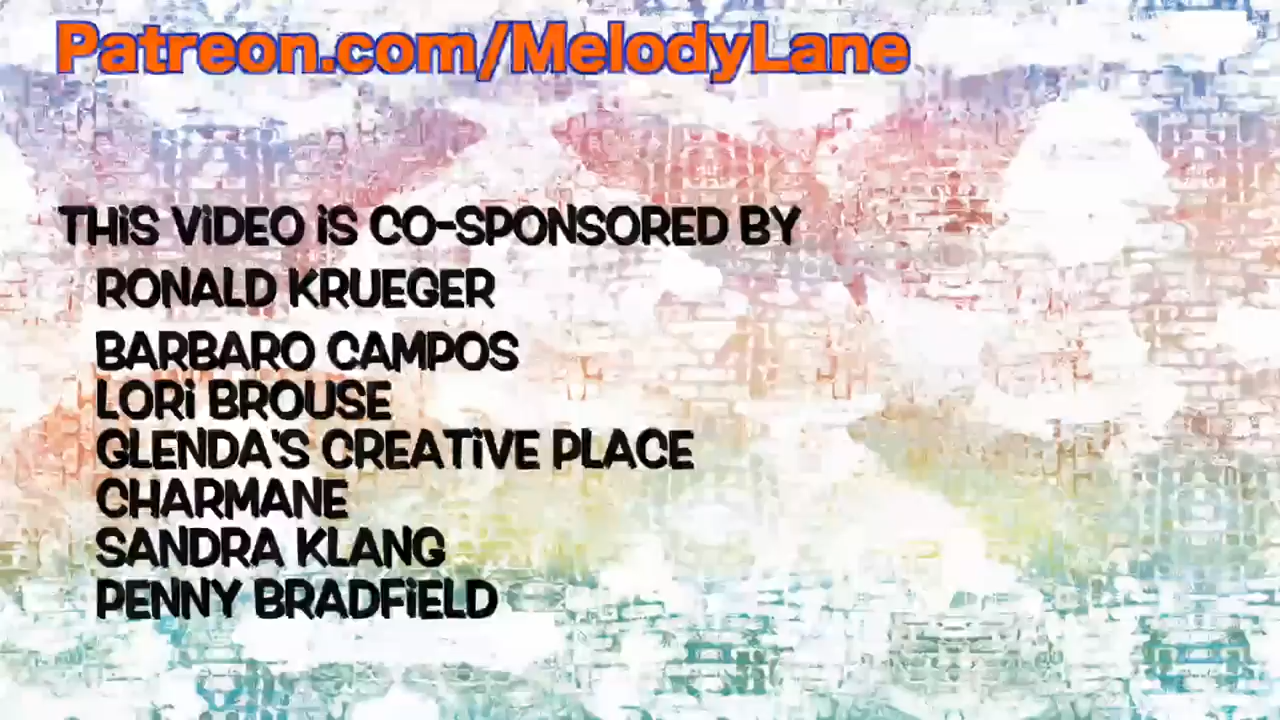 Patreon.com/MelodyLane
THiS ViDEO iS CO-SPONSORED BY
RONALD KRUEGER
BARBARO CAMPOS
LORi BROUSE
GLENDA'S CREATiVE PLACE
CHARMANE
SANDRA KLANG
PENNY BRADFiELD